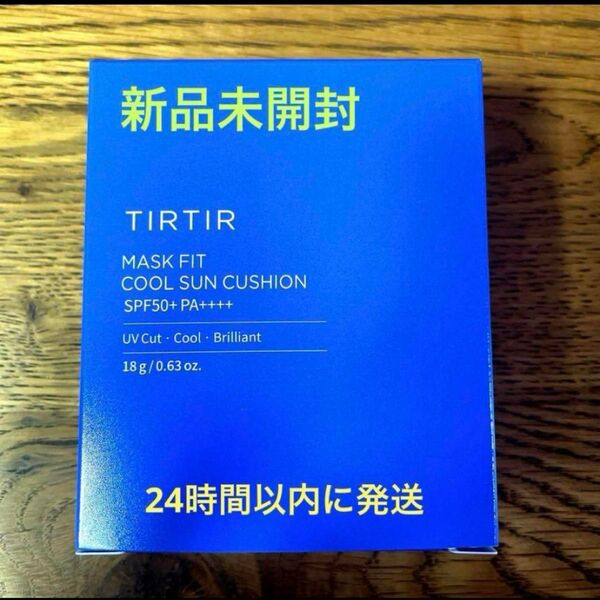 新品未開封
TIRTIR
MASK FIT
COOL SUN CUSHION
SPF50+ PA++++
UV Cut · Cool · Brilliant
18 g / 0.63 oz.
24時間以内に発送